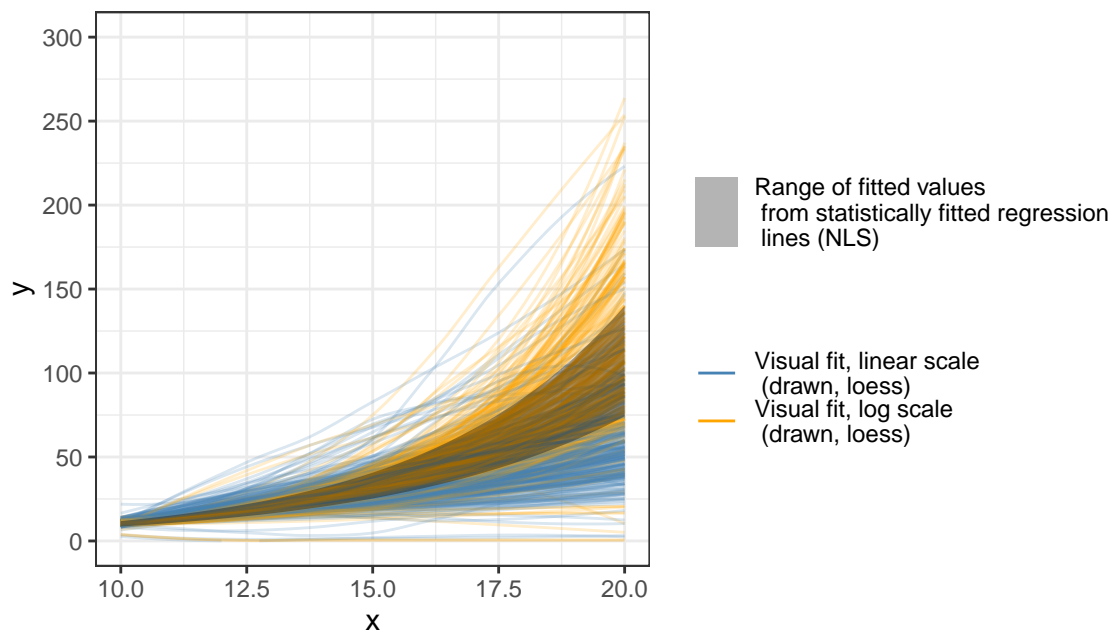 300
250
200
150
100
50
0
y
10.0 12.5 15.0 17.5 20.0
x
Range of fitted values
from statistically fitted regression
lines (NLS)
Visual fit, linear scale
(drawn, loess)
Visual fit, log scale
(drawn, loess)